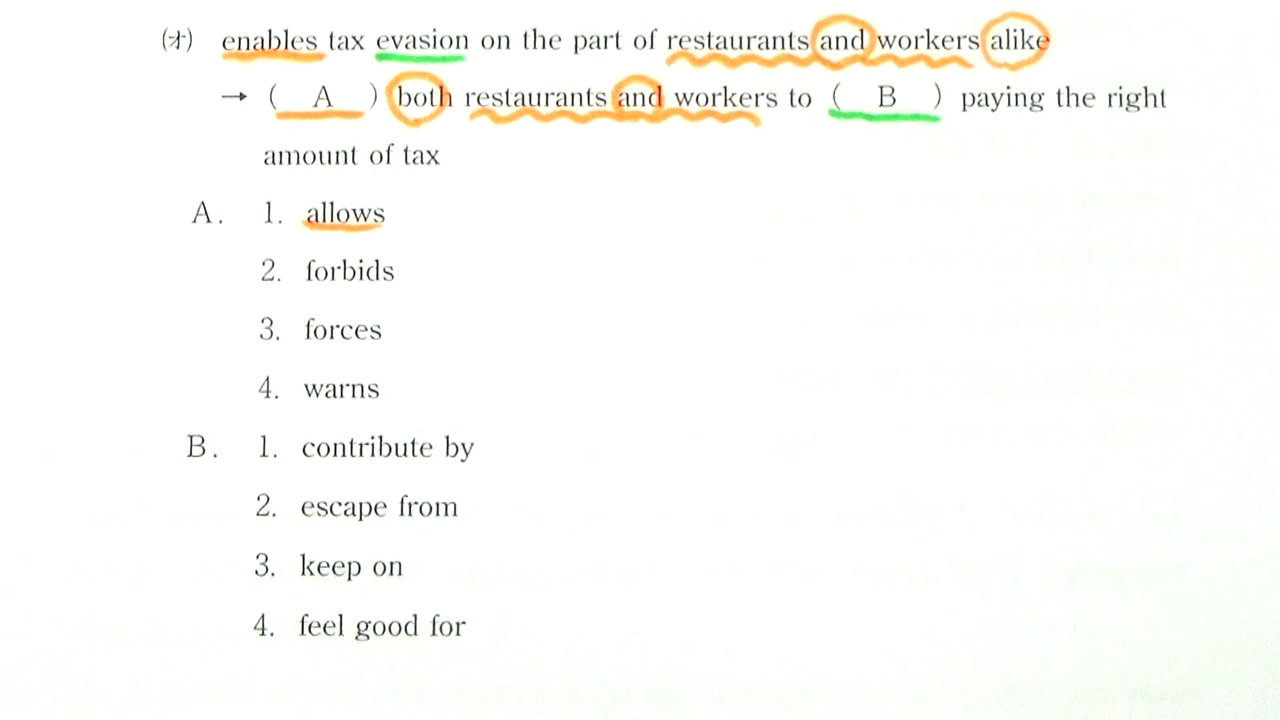 (オ) enables tax evasion on the part of restaurants and workers alike
→ ( A ) both restaurants and workers to ( B ) paying the right
amount of tax
A. 1. allows
2. forbids
3. forces
4. warns
B. 1. contribute by
2. escape from
3. keep on
4. feel good for